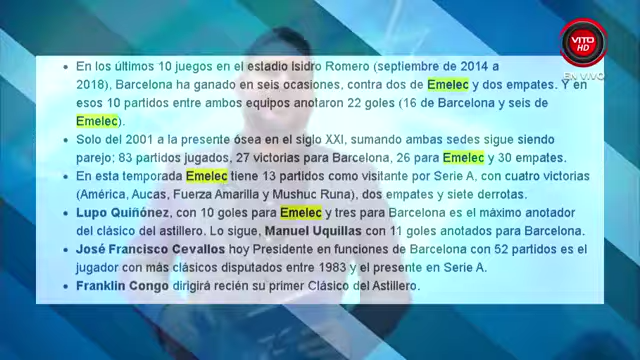 VITO
HD
EN VIVO
En los últimos 10 juegos en el estadio Isidro Romero (septiembre de 2014 a
2018), Barcelona ha ganado en seis ocasiones, contra dos de Emelec y dos empates. Y en
esos 10 partidos entre ambos equipos anotaron 22 goles (16 de Barcelona y seis de
Emelec).
Solo del 2001 a la presente ósea en el siglo XXI, sumando ambas sedes sigue siendo
parejo; 83 partidos jugados, 27 victorias para Barcelona, 26 para Emelec y 30 empates.
En esta temporada Emelec tiene 13 partidos como visitante por Serie A, con cuatro victorias
(América, Aucas, Fuerza Amarilla y Mushuc Runa), dos empates y siete derrotas.
Lupo Quiñónez, con 10 goles para Emelec y tres para Barcelona es el máximo anotador
del clásico del astillero. Lo sigue, Manuel Uquillas con 11 goles anotados para Barcelona.
José Francisco Cevallos hoy Presidente en funciones de Barcelona con 52 partidos es el
jugador con más clásicos disputados entre 1983 y el presente en Serie A.
Franklin Congo dirigirá recién su primer Clásico del Astillero.